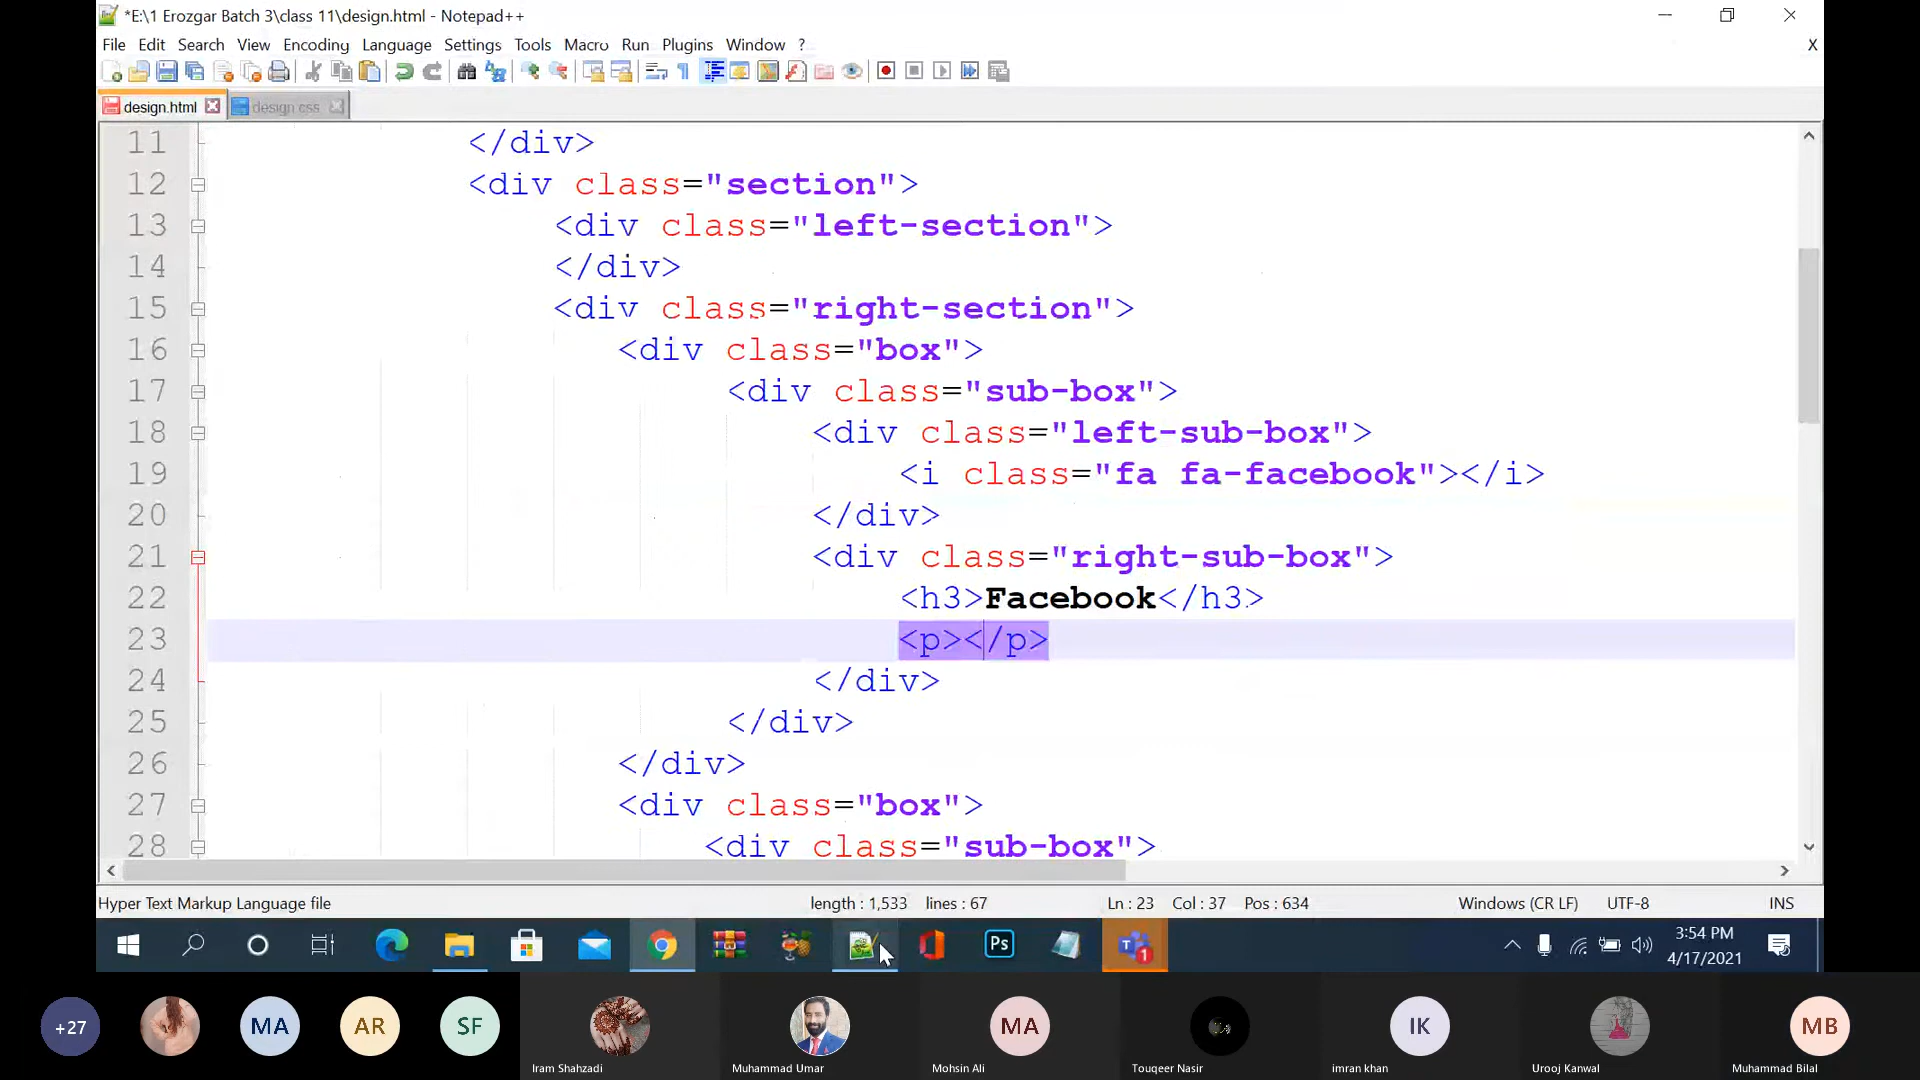 *E:\1 Erozgar Batch 3\class 11\design.html - Notepad++
File Edit Search View Encoding Language Settings Tools Macro Run Plugins Window ? X
design.html design.css
11 </div>
12 <div class="section">
13 <div class="left-section">
14 </div>
15 <div class="right-section">
16 <div class="box">
17 <div class="sub-box">
18 <div class="left-sub-box">
19 <i class="fa fa-facebook"></i>
20 </div>
21 <div class="right-sub-box">
22 <h3>Facebook</h3>
23 <p></p>
24 </div>
25 </div>
26 </div>
27 <div class="box">
28 <div class="sub-box">
Hyper Text Markup Language file length : 1,533 lines : 67 Ln : 23 Col : 37 Pos : 634 Windows (CR LF) UTF-8 INS
Ps 1 3:54 PM
4/17/2021
+27 MA AR SF MA IK MB
Iram Shahzadi Muhammad Umar Mohsin Ali Touqeer Nasir imran khan Urooj Kanwal Muhammad Bilal